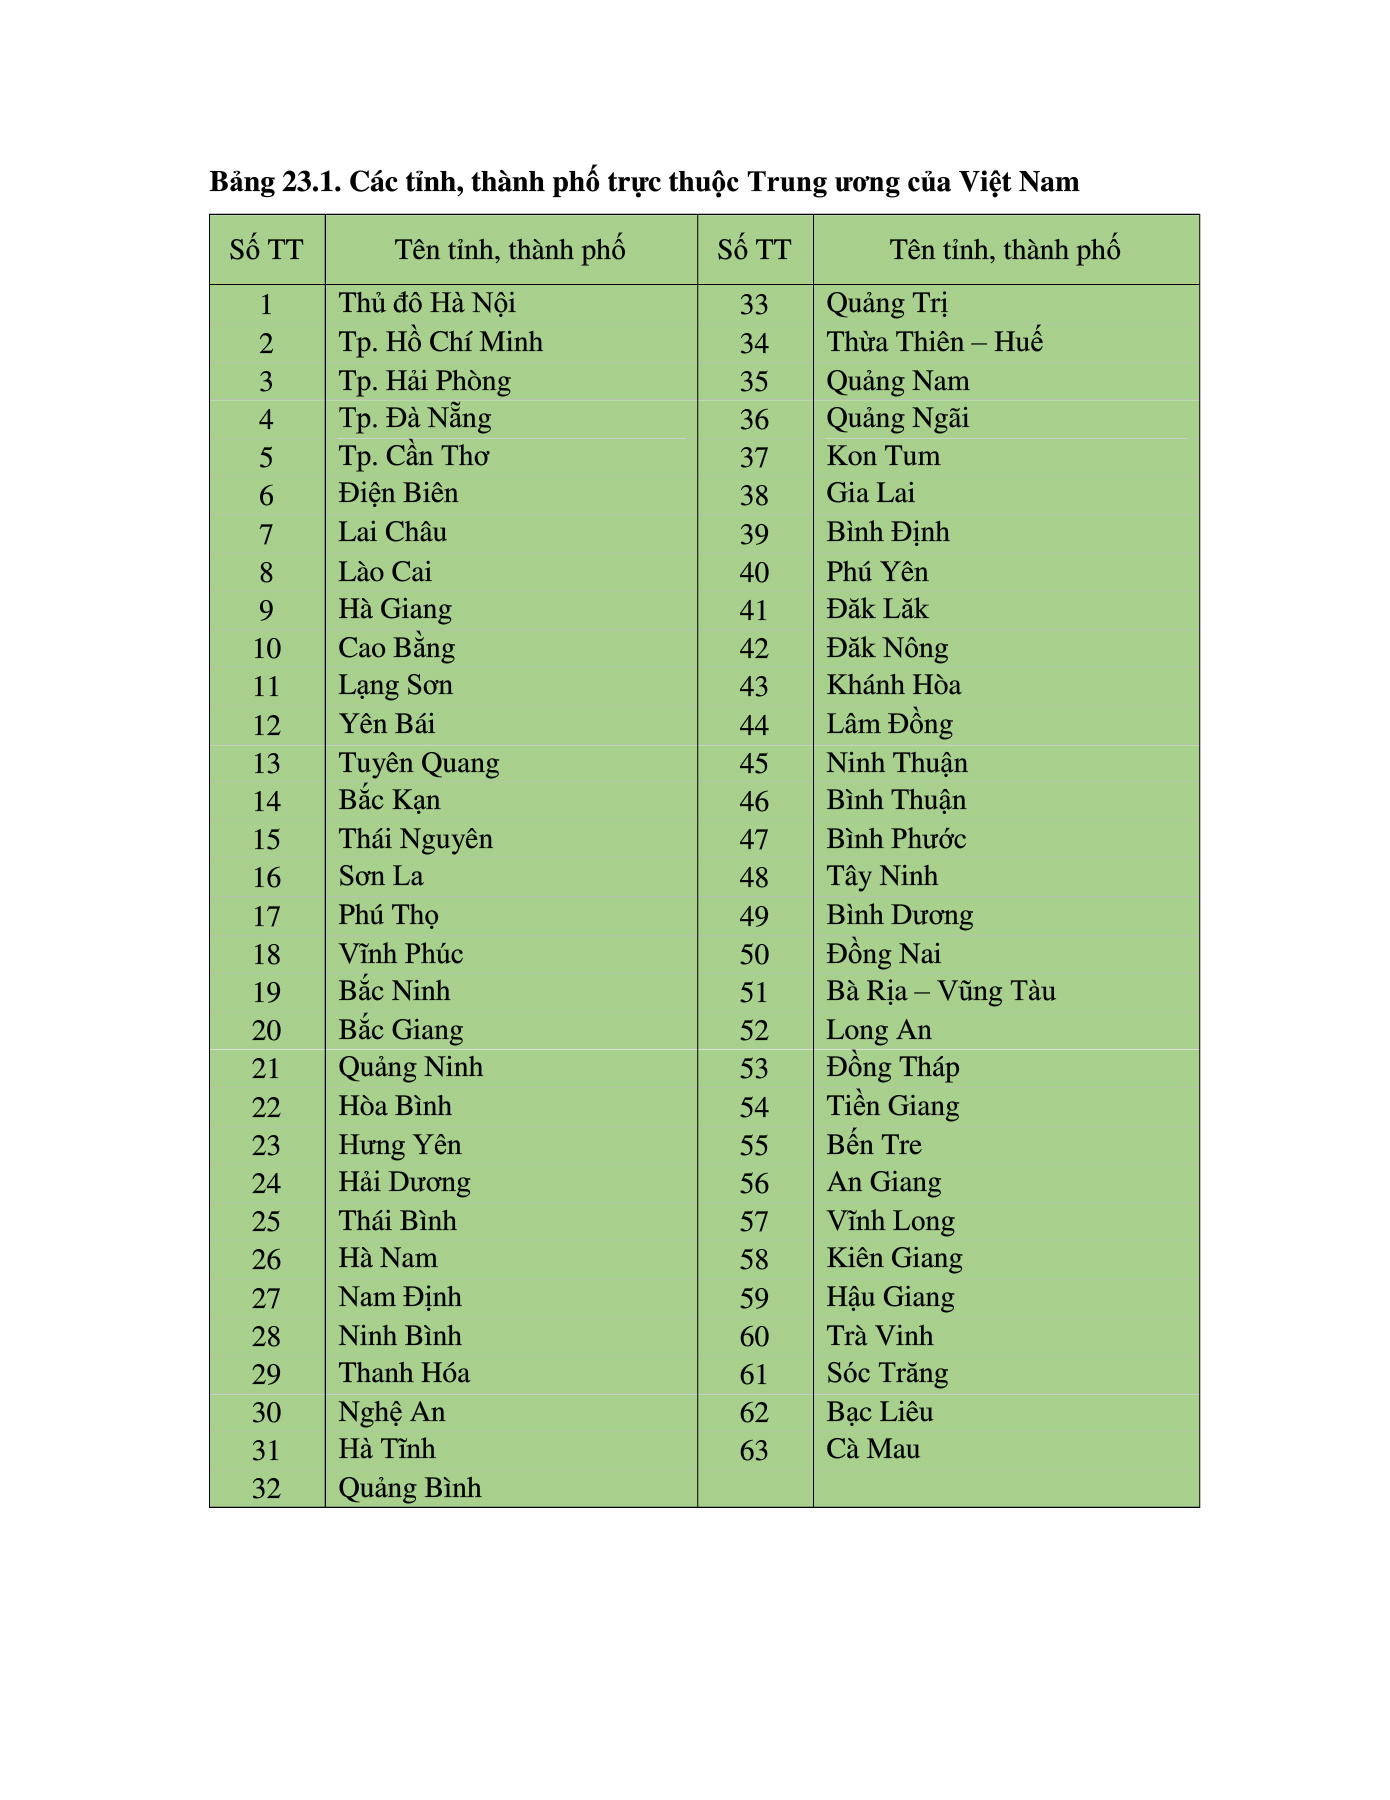 Bảng 23.1. Các tỉnh, thành phố trực thuộc Trung ương của Việt Nam
Số TT Tên tỉnh, thành phố Số TT Tên tỉnh, thành phố
1 Thủ đô Hà Nội 33 Quảng Trị
2 Tp. Hồ Chí Minh 34 Thừa Thiên – Huế
3 Tp. Hải Phòng 35 Quảng Nam
4 Tp. Đà Nẵng 36 Quảng Ngãi
5 Tp. Cần Thơ 37 Kon Tum
6 Điện Biên 38 Gia Lai
7 Lai Châu 39 Bình Định
8 Lào Cai 40 Phú Yên
9 Hà Giang 41 Đăk Lăk
10 Cao Bằng 42 Đăk Nông
11 Lạng Sơn 43 Khánh Hòa
12 Yên Bái 44 Lâm Đồng
13 Tuyên Quang 45 Ninh Thuận
14 Bắc Kạn 46 Bình Thuận
15 Thái Nguyên 47 Bình Phước
16 Sơn La 48 Tây Ninh
17 Phú Thọ 49 Bình Dương
18 Vĩnh Phúc 50 Đồng Nai
19 Bắc Ninh 51 Bà Rịa – Vũng Tàu
20 Bắc Giang 52 Long An
21 Quảng Ninh 53 Đồng Tháp
22 Hòa Bình 54 Tiền Giang
23 Hưng Yên 55 Bến Tre
24 Hải Dương 56 An Giang
25 Thái Bình 57 Vĩnh Long
26 Hà Nam 58 Kiên Giang
27 Nam Định 59 Hậu Giang
28 Ninh Bình 60 Trà Vinh
29 Thanh Hóa 61 Sóc Trăng
30 Nghệ An 62 Bạc Liêu
31 Hà Tĩnh 63 Cà Mau
32 Quảng Bình